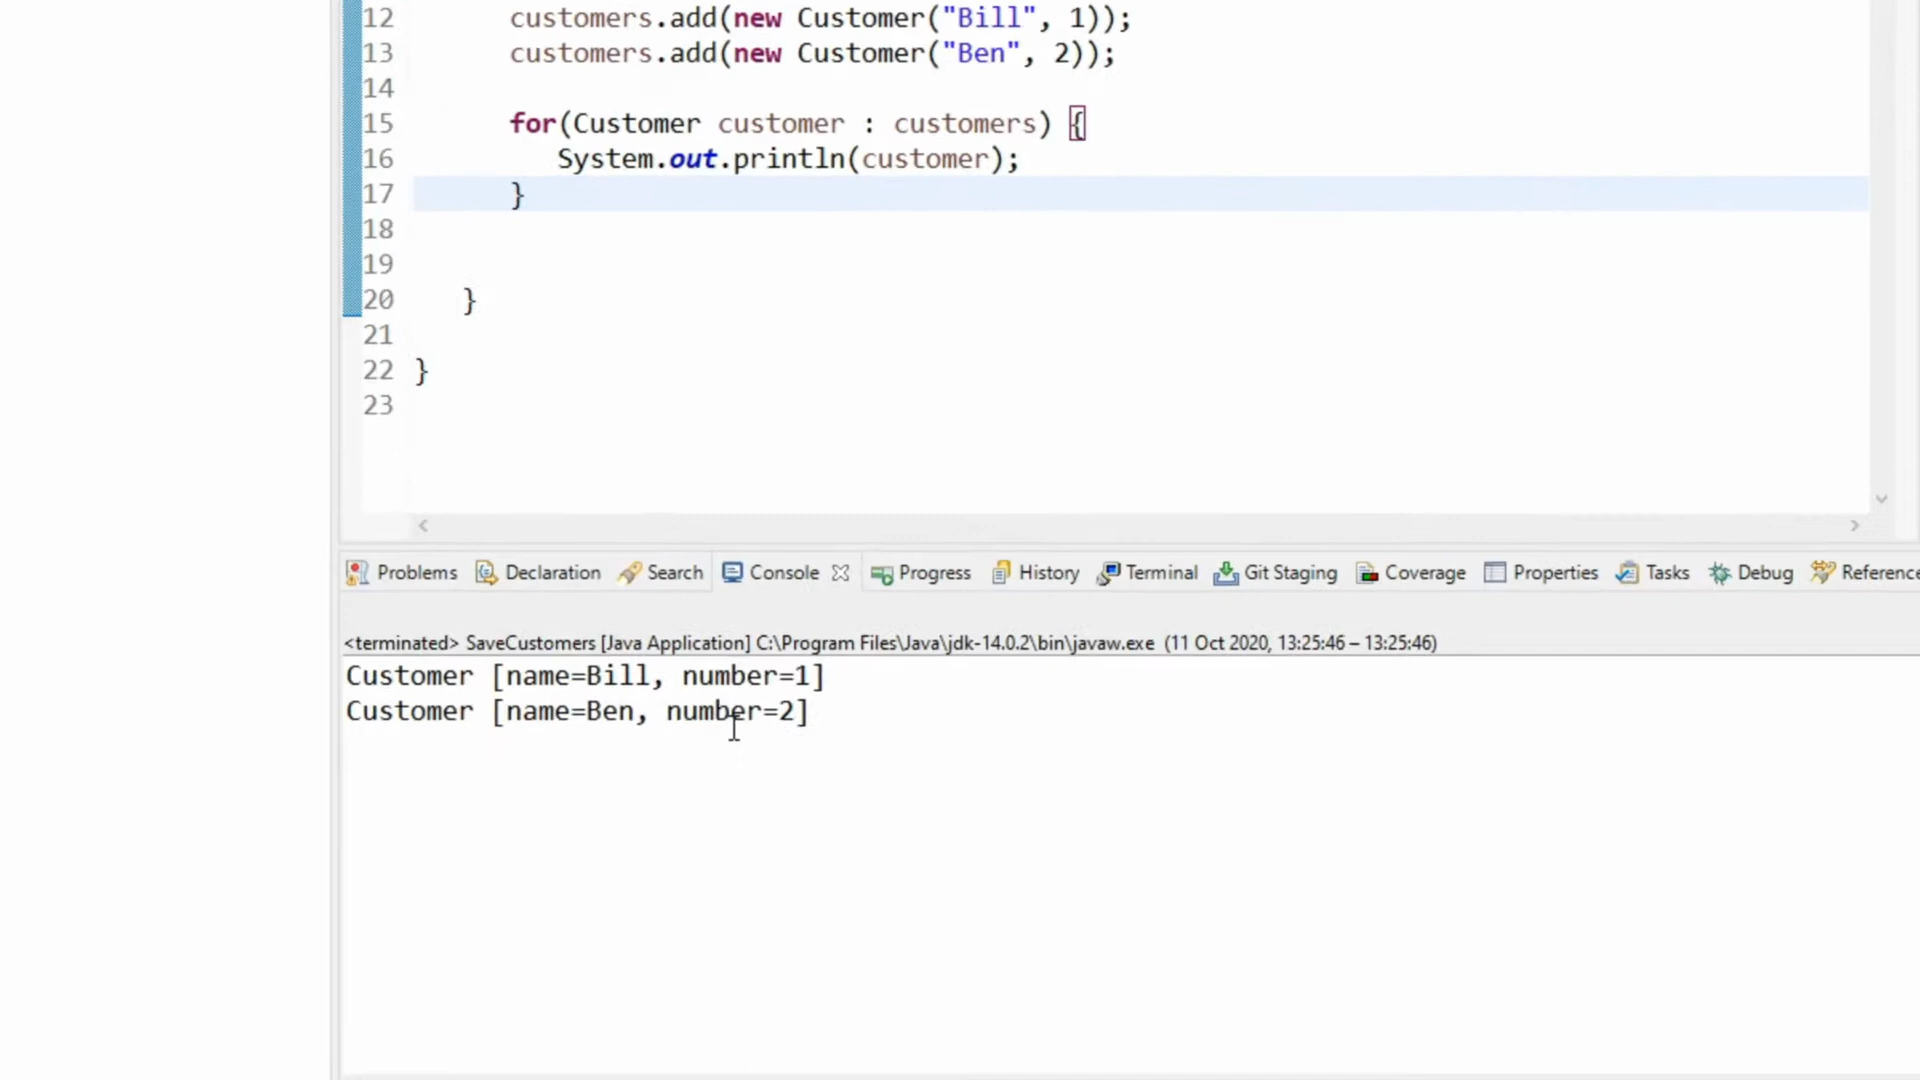 12 customers.add(new Customer("Bill", 1));
13 customers.add(new Customer("Ben", 2));
14
15 for(Customer customer : customers) {
16 System.out.println(customer);
17 }
18
19
20 }
21
22 }
23
Problems Declaration Search Console Progress History Terminal Git Staging Coverage Properties Tasks Debug Reference
<terminated> SaveCustomers [Java Application] C:\Program Files\Java\jdk-14.0.2\bin\javaw.exe (11 Oct 2020, 13:25:46 – 13:25:46)
Customer [name=Bill, number=1]
Customer [name=Ben, number=2]